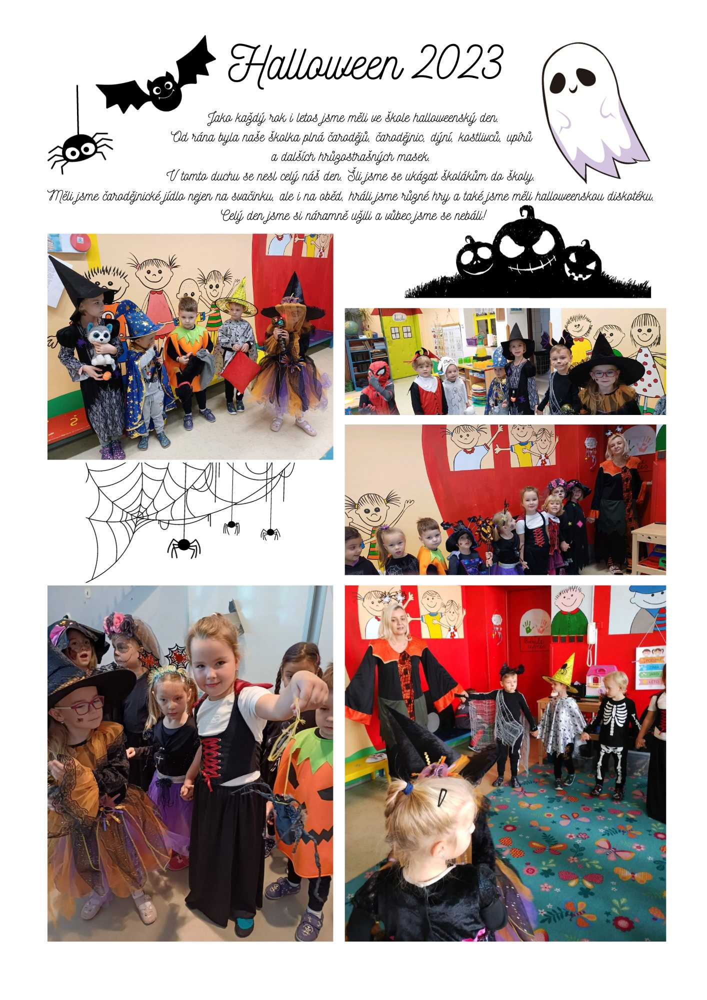 Halloween 2023
Jako každý rok i letos jsme měli ve škole halloweenský den.
Od rána byla naše školka plná čarodějů, čarodějnic, dýní, kostlivců, upírů
a dalších hrůzostrašných masek.
V tomto duchu se nesl celý náš den. Šli jsme se ukázat školákům do školy.
Měli jsme čarodějnické jídlo nejen na svačinku, ale i na oběd, hráli jsme různé hry a také jsme měli halloweenskou diskotéku.
Celý den jsme si náramně užili a vůbec jsme se nebáli!
PODZIM
ZIMA
JARO
LÉTO